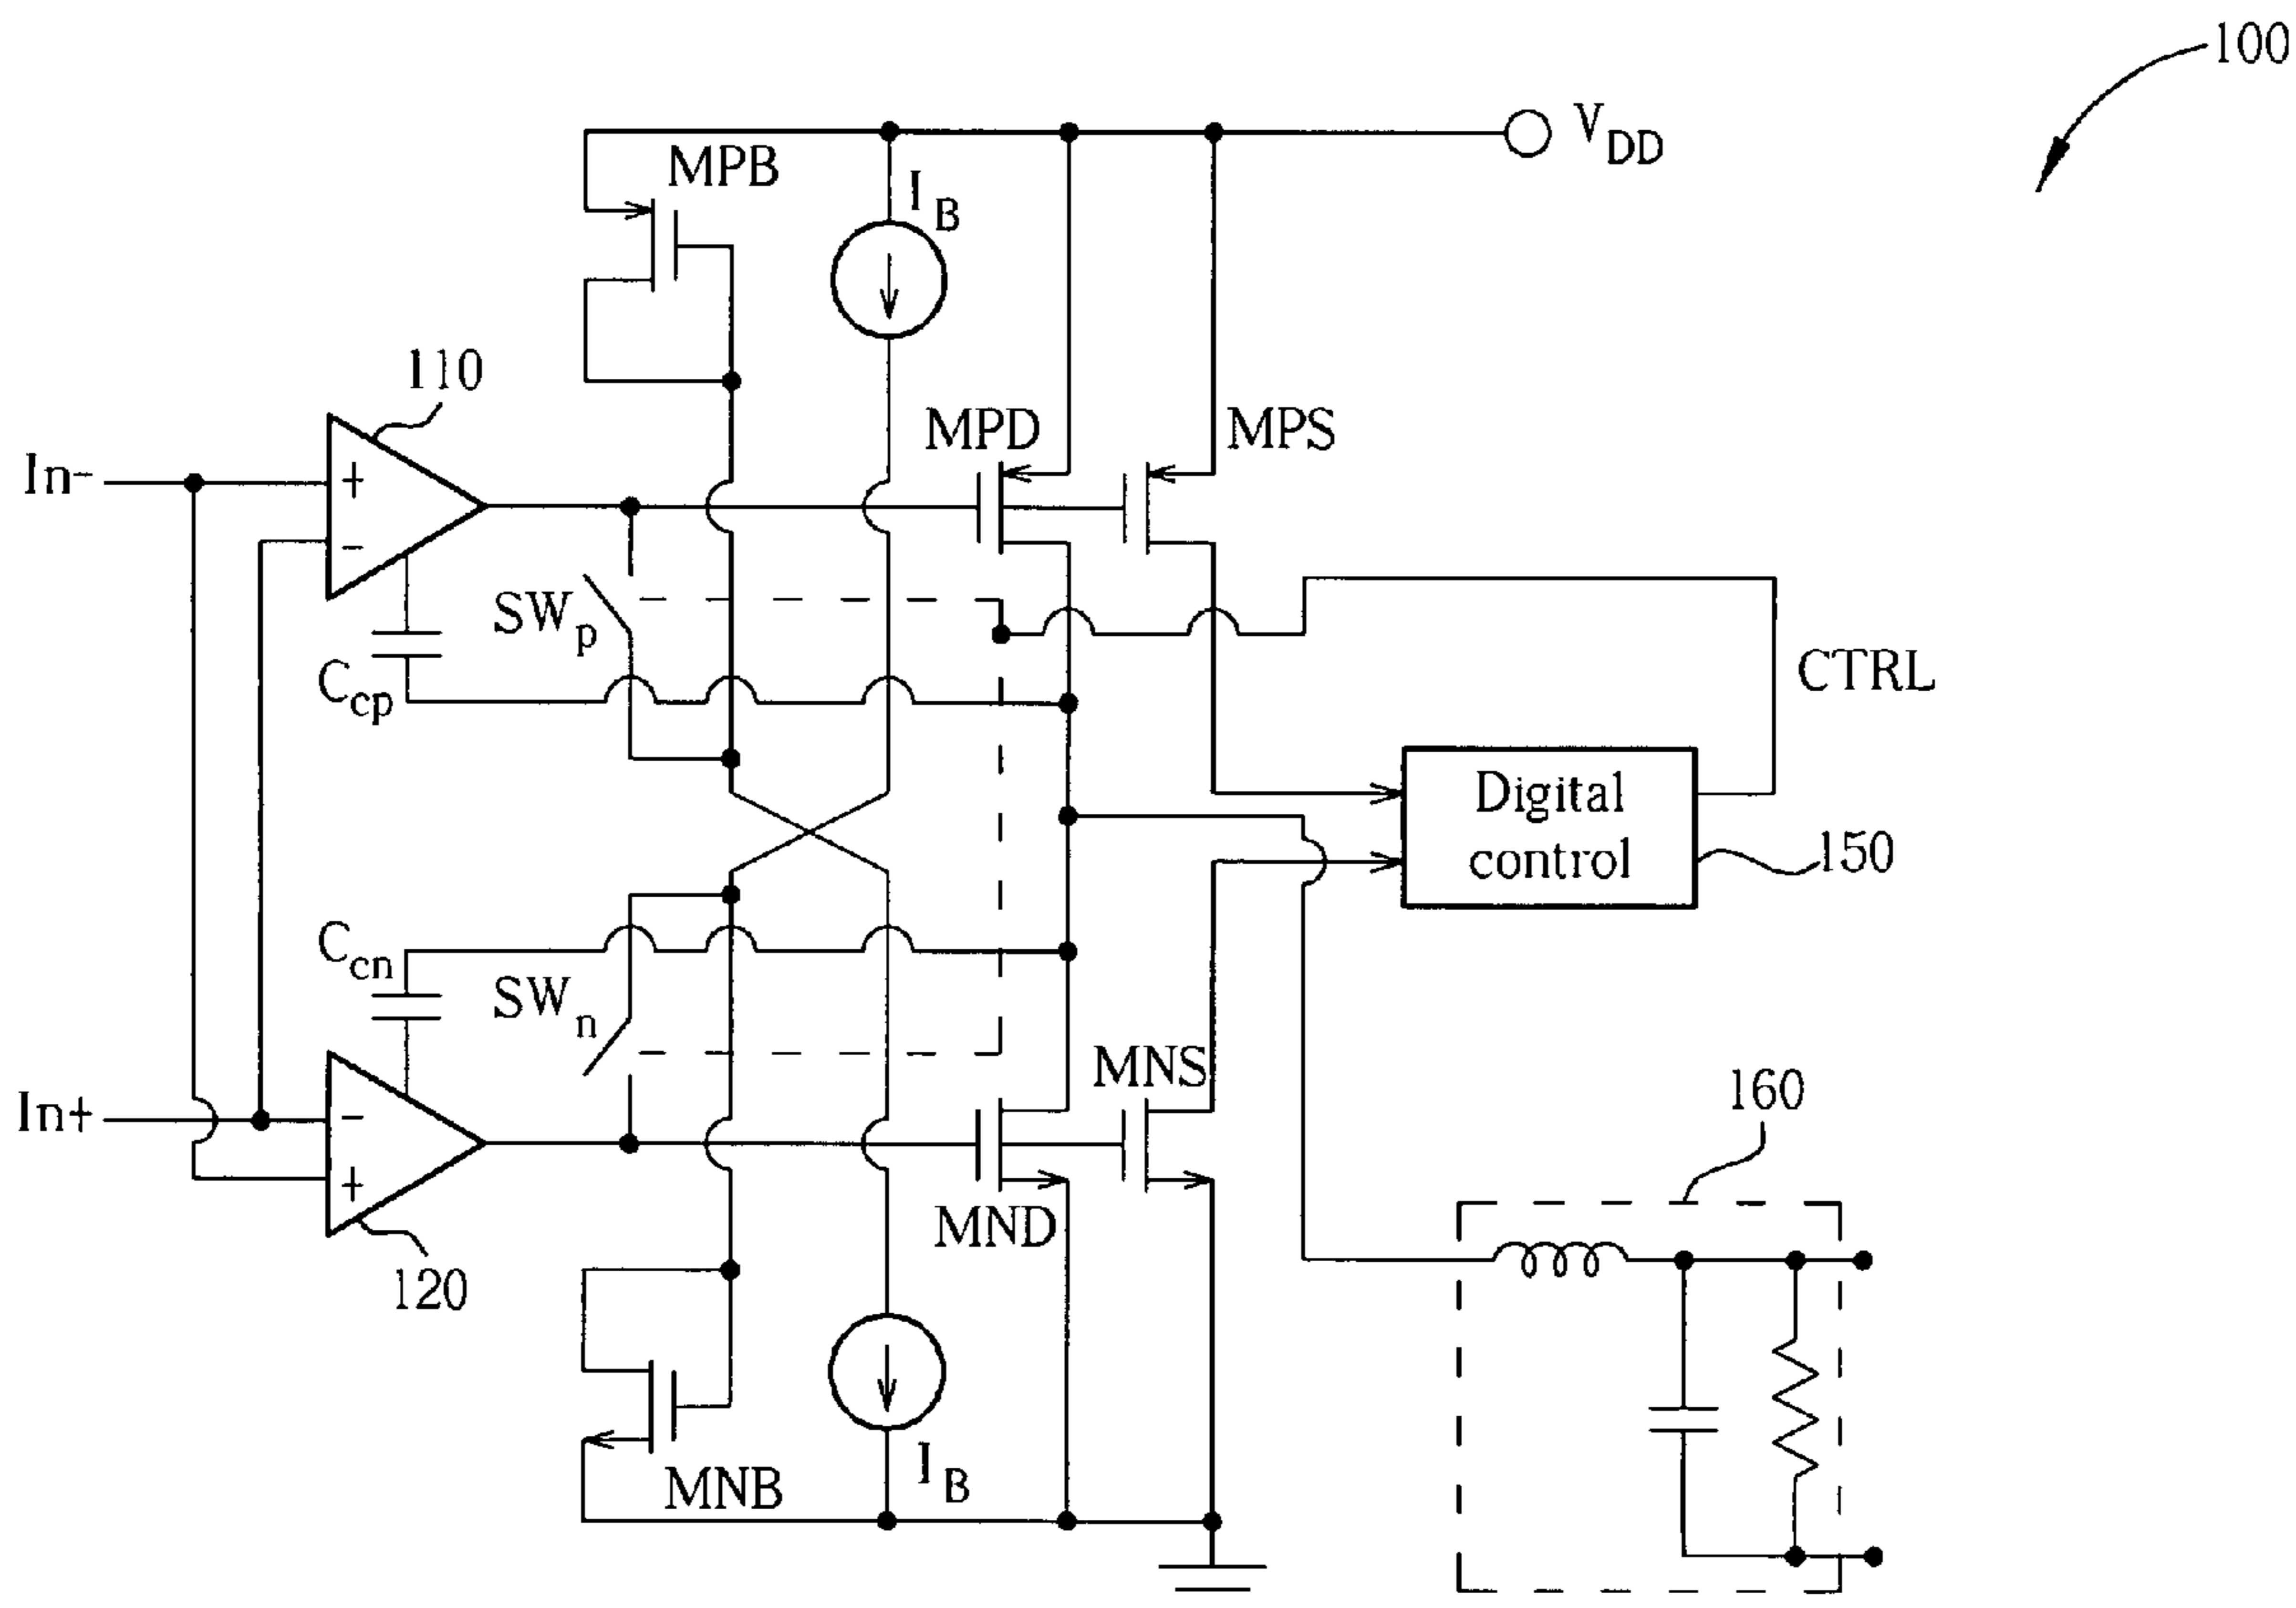 100
V_DD
MPB
I_B
110
MPD
MPS
In-
+
-
SW_p
C_cp
CTRL
Digital
control
150
C_cn
SW_n
MNS
In+
-
+
160
MND
120
I_B
MNB